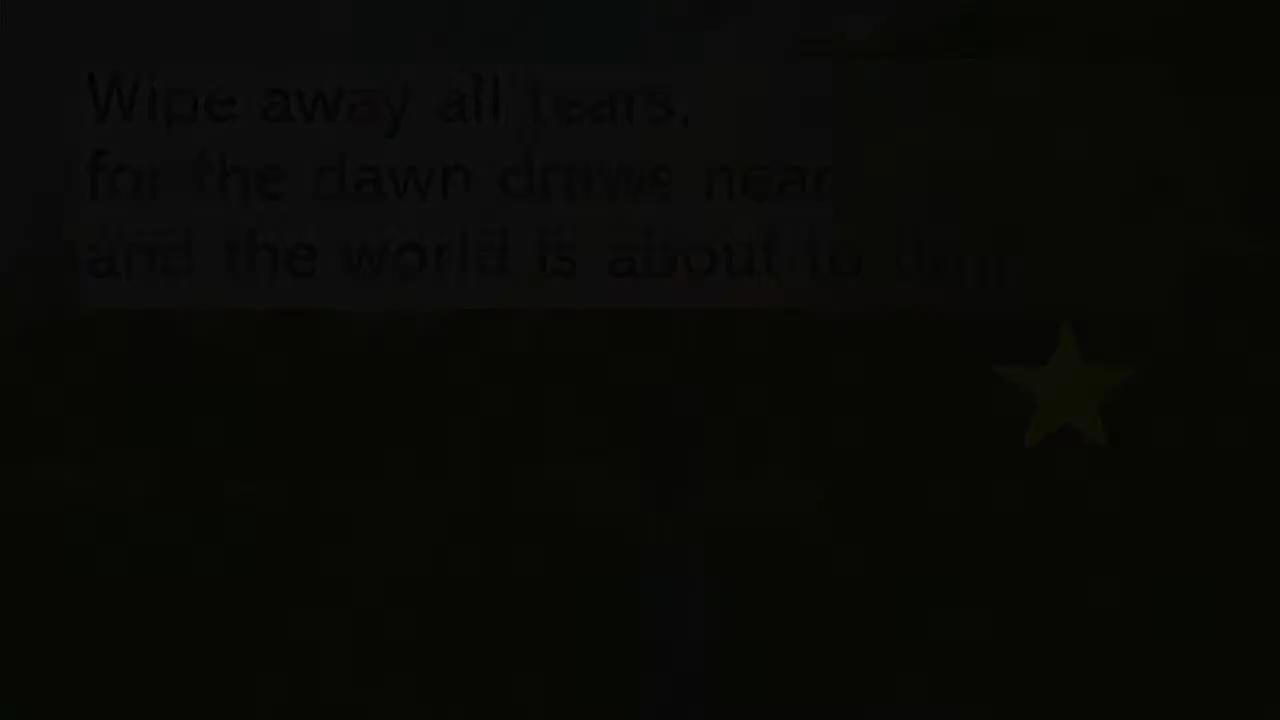 Wipe away all tears,
for the dawn draws near
and the world is about to